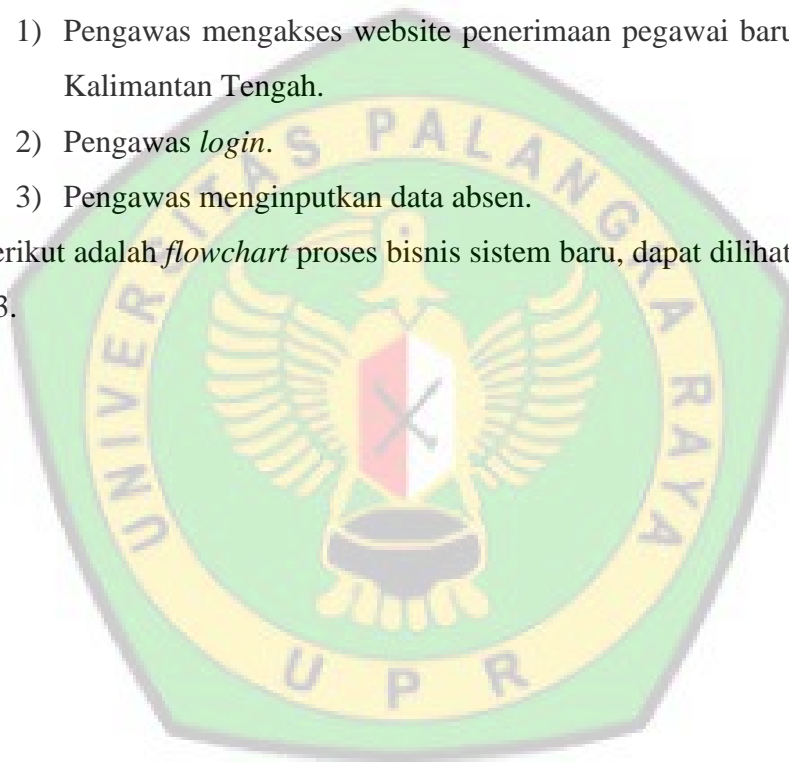 1) Pengawas mengakses website penerimaan pegawai baru
Kalimantan Tengah.
2) Pengawas login.
3) Pengawas menginputkan data absen.
erikut adalah flowchart proses bisnis sistem baru, dapat dilihat
3.
UNIVERSITAS PALANGKA RAYA
UPR